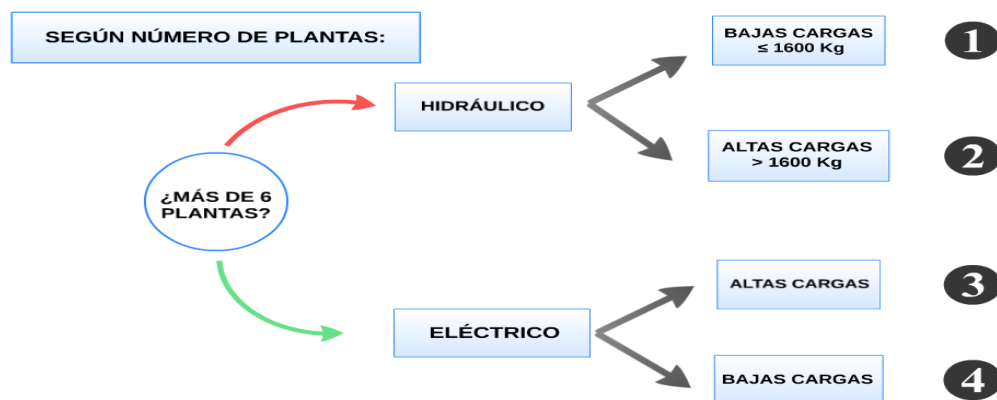 SEGÚN NÚMERO DE PLANTAS:
¿MÁS DE 6
PLANTAS?
HIDRÁULICO
BAJAS CARGAS
≤ 1600 Kg
1
ALTAS CARGAS
> 1600 Kg
2
ELÉCTRICO
ALTAS CARGAS
3
BAJAS CARGAS
4